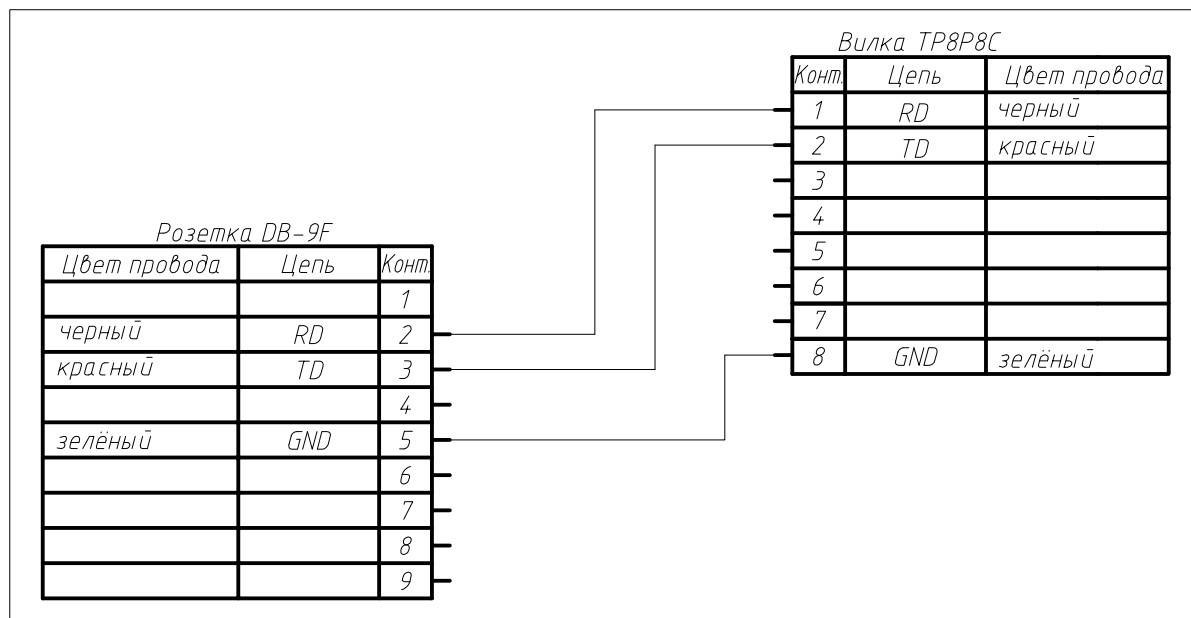 Вилка TP8P8C
Конт. Цепь Цвет провода
1 RD черный
2 TD красный
3
4
5
6
7
8 GND зелёный
Розетка DB-9F
Цвет провода Цепь Конт.
1
черный RD 2
красный TD 3
4
зелёный GND 5
6
7
8
9